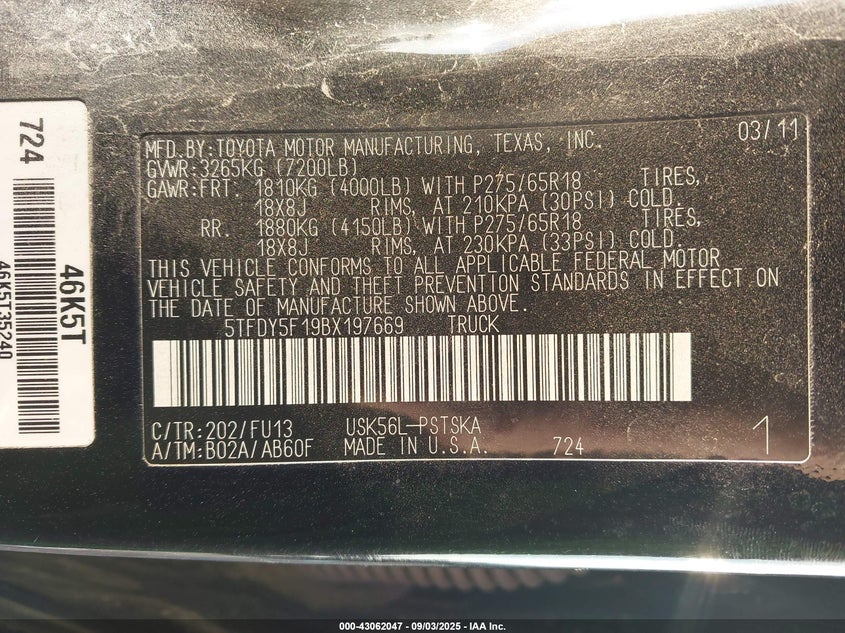 MFD.BY:TOYOTA MOTOR MANUFACTURING, TEXAS, INC. 03/11
GVWR:3265KG (7200LB)
GAWR:FRT. 1810KG (4000LB) WITH P275/65R18 TIRES,
18X8J RIMS, AT 210KPA (30PSI) COLD.
RR. 1880KG (4150LB) WITH P275/65R18 TIRES,
18X8J RIMS, AT 230KPA (33PSI) COLD.
THIS VEHICLE CONFORMS TO ALL APPLICABLE FEDERAL MOTOR
VEHICLE SAFETY AND THEFT PREVENTION STANDARDS IN EFFECT ON
THE DATE OF MANUFACTURE SHOWN ABOVE.
5TFDY5F19BX197669 TRUCK
C/TR:202/FU13 USK56L-PSTSKA
A/TM:B02A/AB60F MADE IN U.S.A. 724 1
724
46K5T
46K5T35240
000-43062047 - 09/03/2025 - IAA Inc.